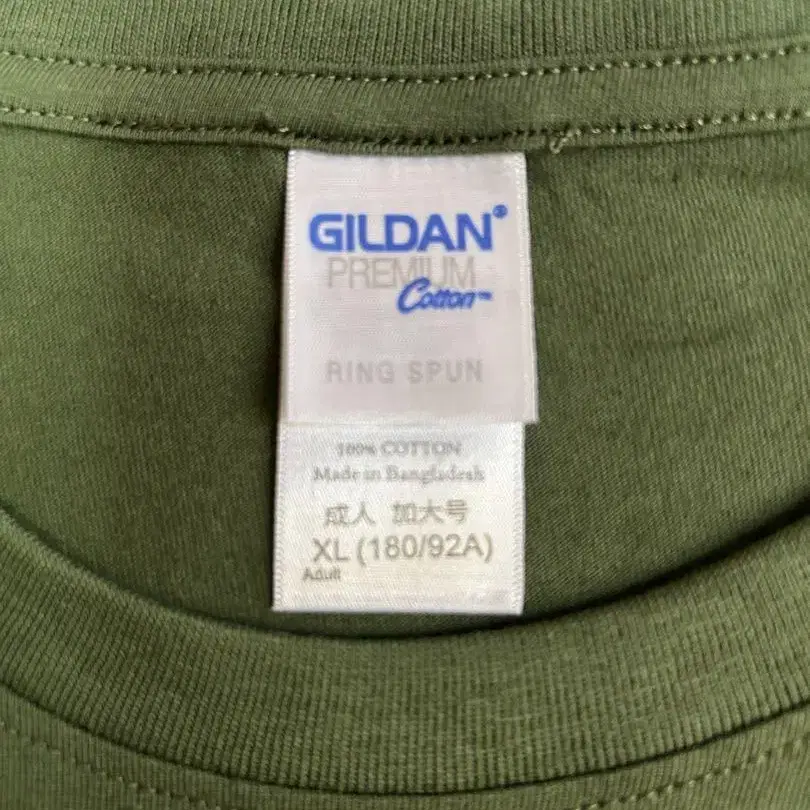 GILDAN®
PREMIUM
Cotton™
RING SPUN
100% COTTON
Made in Bangladesh
成人 加大号
XL (180/92A)
Adult